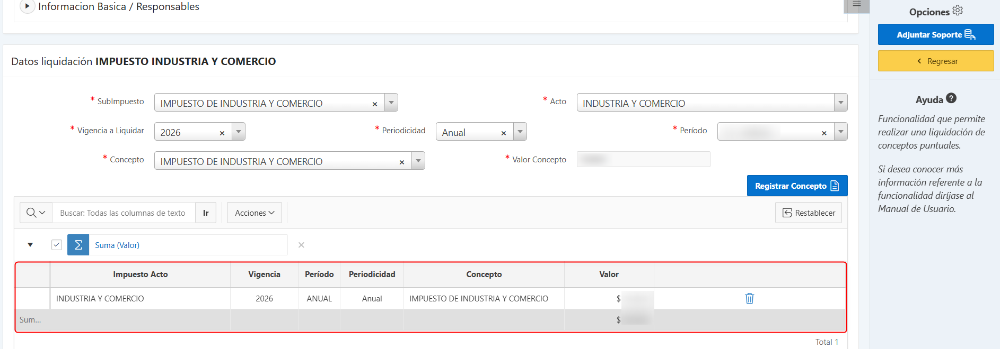 Informacion Basica / Responsables
Datos liquidación IMPUESTO INDUSTRIA Y COMERCIO
* SubImpuesto IMPUESTO DE INDUSTRIA Y COMERCIO ×
* Acto INDUSTRIA Y COMERCIO
* Vigencia a Liquidar 2026 ×
* Periodicidad Anual ×
* Período ×
* Concepto IMPUESTO DE INDUSTRIA Y COMERCIO ×
* Valor Concepto
Registrar Concepto
Buscar: Todas las columnas de texto Ir Acciones Restablecer
Suma (Valor)
Impuesto Acto Vigencia Período Periodicidad Concepto Valor
INDUSTRIA Y COMERCIO 2026 ANUAL Anual IMPUESTO DE INDUSTRIA Y COMERCIO $
Sum... $
Total 1
Opciones
Adjuntar Soporte
Regresar
Ayuda
Funcionalidad que permite
realizar una liquidación de
conceptos puntuales.
Si desea conocer más
información referente a la
funcionalidad diríjase al
Manual de Usuario.